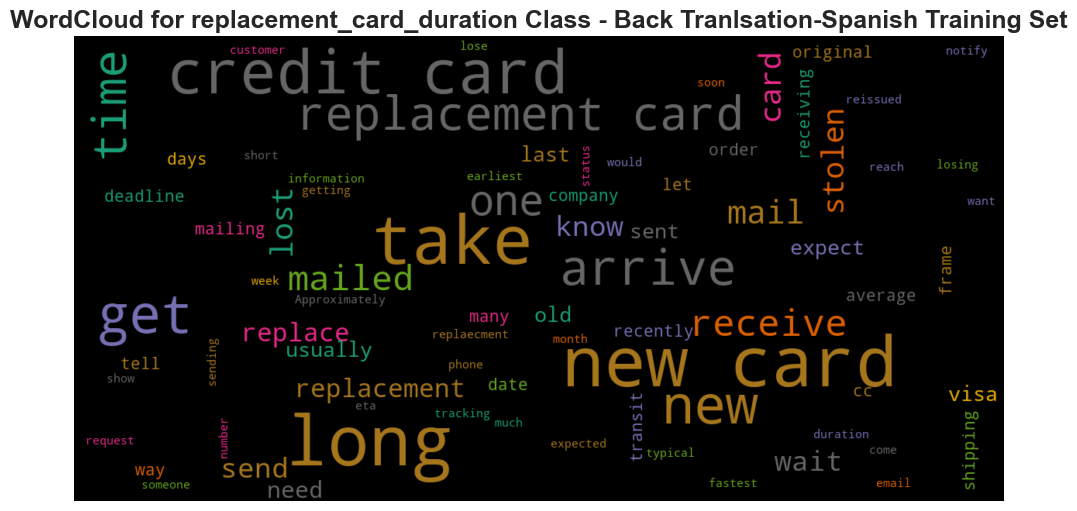 WordCloud for replacement_card_duration Class - Back Tranlsation-Spanish Training Set
customer
lose
original
notify
time
credit card
soon
card
receiving
reissued
replacement card
stolen
days
short
last
status
would
order
reach
losing
information
earliest
deadline
getting
lost
one
company
let
want
mailing
take
know
sent
mail
expect
week
mailed
arrive
frame
Approximately
average
get
many
old
replace
recently
receive
usually
replaecment
month
tell
sending
phone
new card
show
replacement
date
cc
visa
eta
tracking
much
new
transit
request
number
long
expected
typical
duration
come
shipping
way
send
wait
someone
need
fastest
email